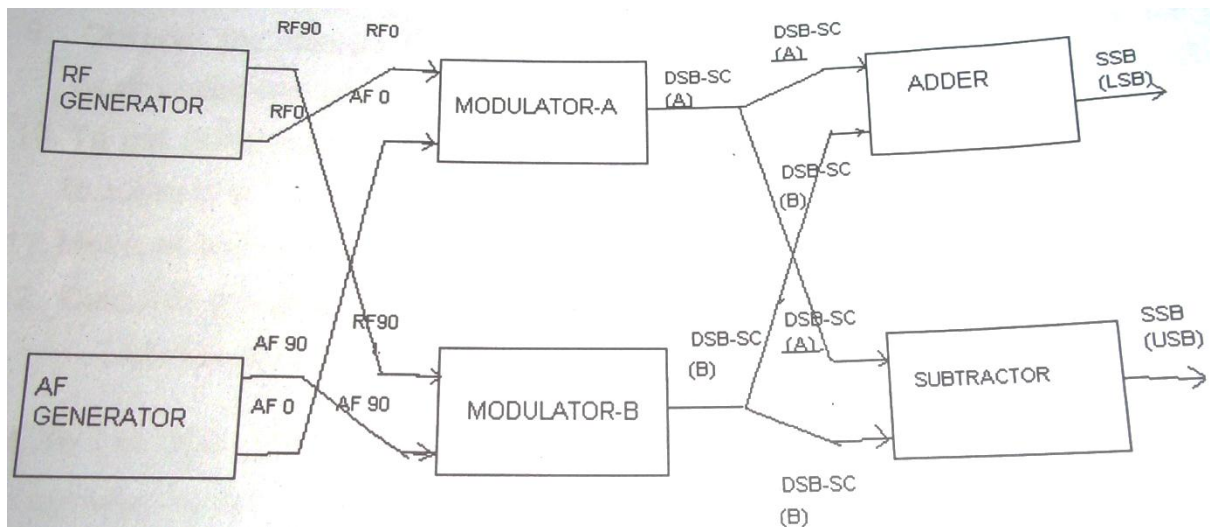 RF90
RF0
DSB-SC
(A)
RF
GENERATOR
RF0
AF 0
MODULATOR-A
DSB-SC
(A)
ADDER
SSB
(LSB)
DSB-SC
(B)
AF
GENERATOR
AF 90
AF 0
RF90
AF 90
MODULATOR-B
DSB-SC
(B)
DSB-SC
(A)
SUBTRACTOR
SSB
(USB)
DSB-SC
(B)